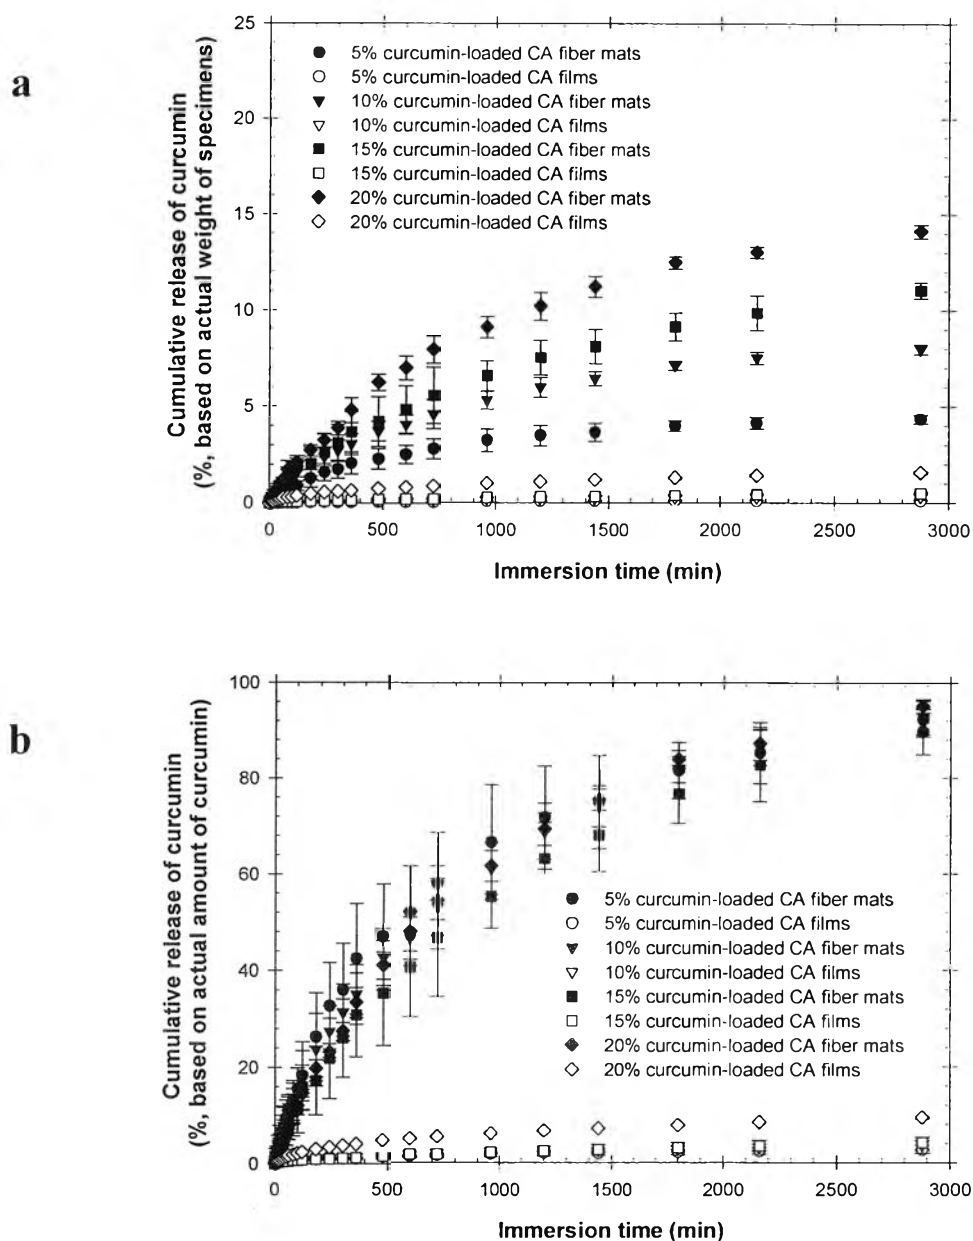 a
Cumulative release of curcumin
(%, based on actual weight of specimens)
25
20
15
10
5
0
5% curcumin-loaded CA fiber mats
5% curcumin-loaded CA films
10% curcumin-loaded CA fiber mats
10% curcumin-loaded CA films
15% curcumin-loaded CA fiber mats
15% curcumin-loaded CA films
20% curcumin-loaded CA fiber mats
20% curcumin-loaded CA films
0 500 1000 1500 2000 2500 3000
Immersion time (min)
b
Cumulative release of curcumin
(%, based on actual amount of curcumin)
100
80
60
40
20
0
5% curcumin-loaded CA fiber mats
5% curcumin-loaded CA films
10% curcumin-loaded CA fiber mats
10% curcumin-loaded CA films
15% curcumin-loaded CA fiber mats
15% curcumin-loaded CA films
20% curcumin-loaded CA fiber mats
20% curcumin-loaded CA films
0 500 1000 1500 2000 2500 3000
Immersion time (min)